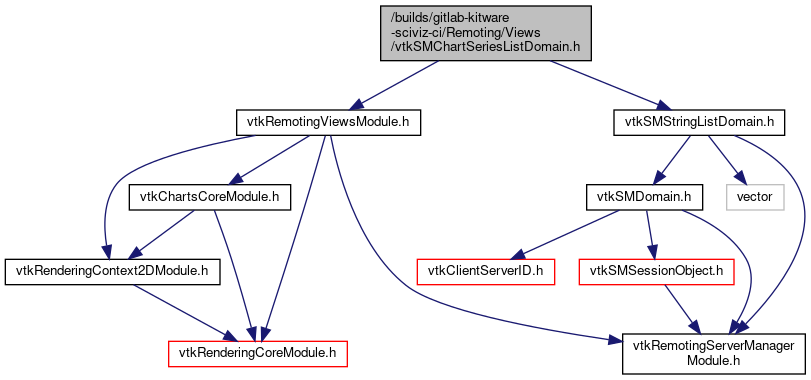 /builds/gitlab-kitware
-sciviz-ci/Remoting/Views
/vtkSMChartSeriesListDomain.h
vtkRemotingViewsModule.h
vtkSMStringListDomain.h
vtkChartsCoreModule.h
vtkSMDomain.h
vector
vtkRenderingContext2DModule.h
vtkClientServerID.h
vtkSMSessionObject.h
vtkRenderingCoreModule.h
vtkRemotingServerManager
Module.h